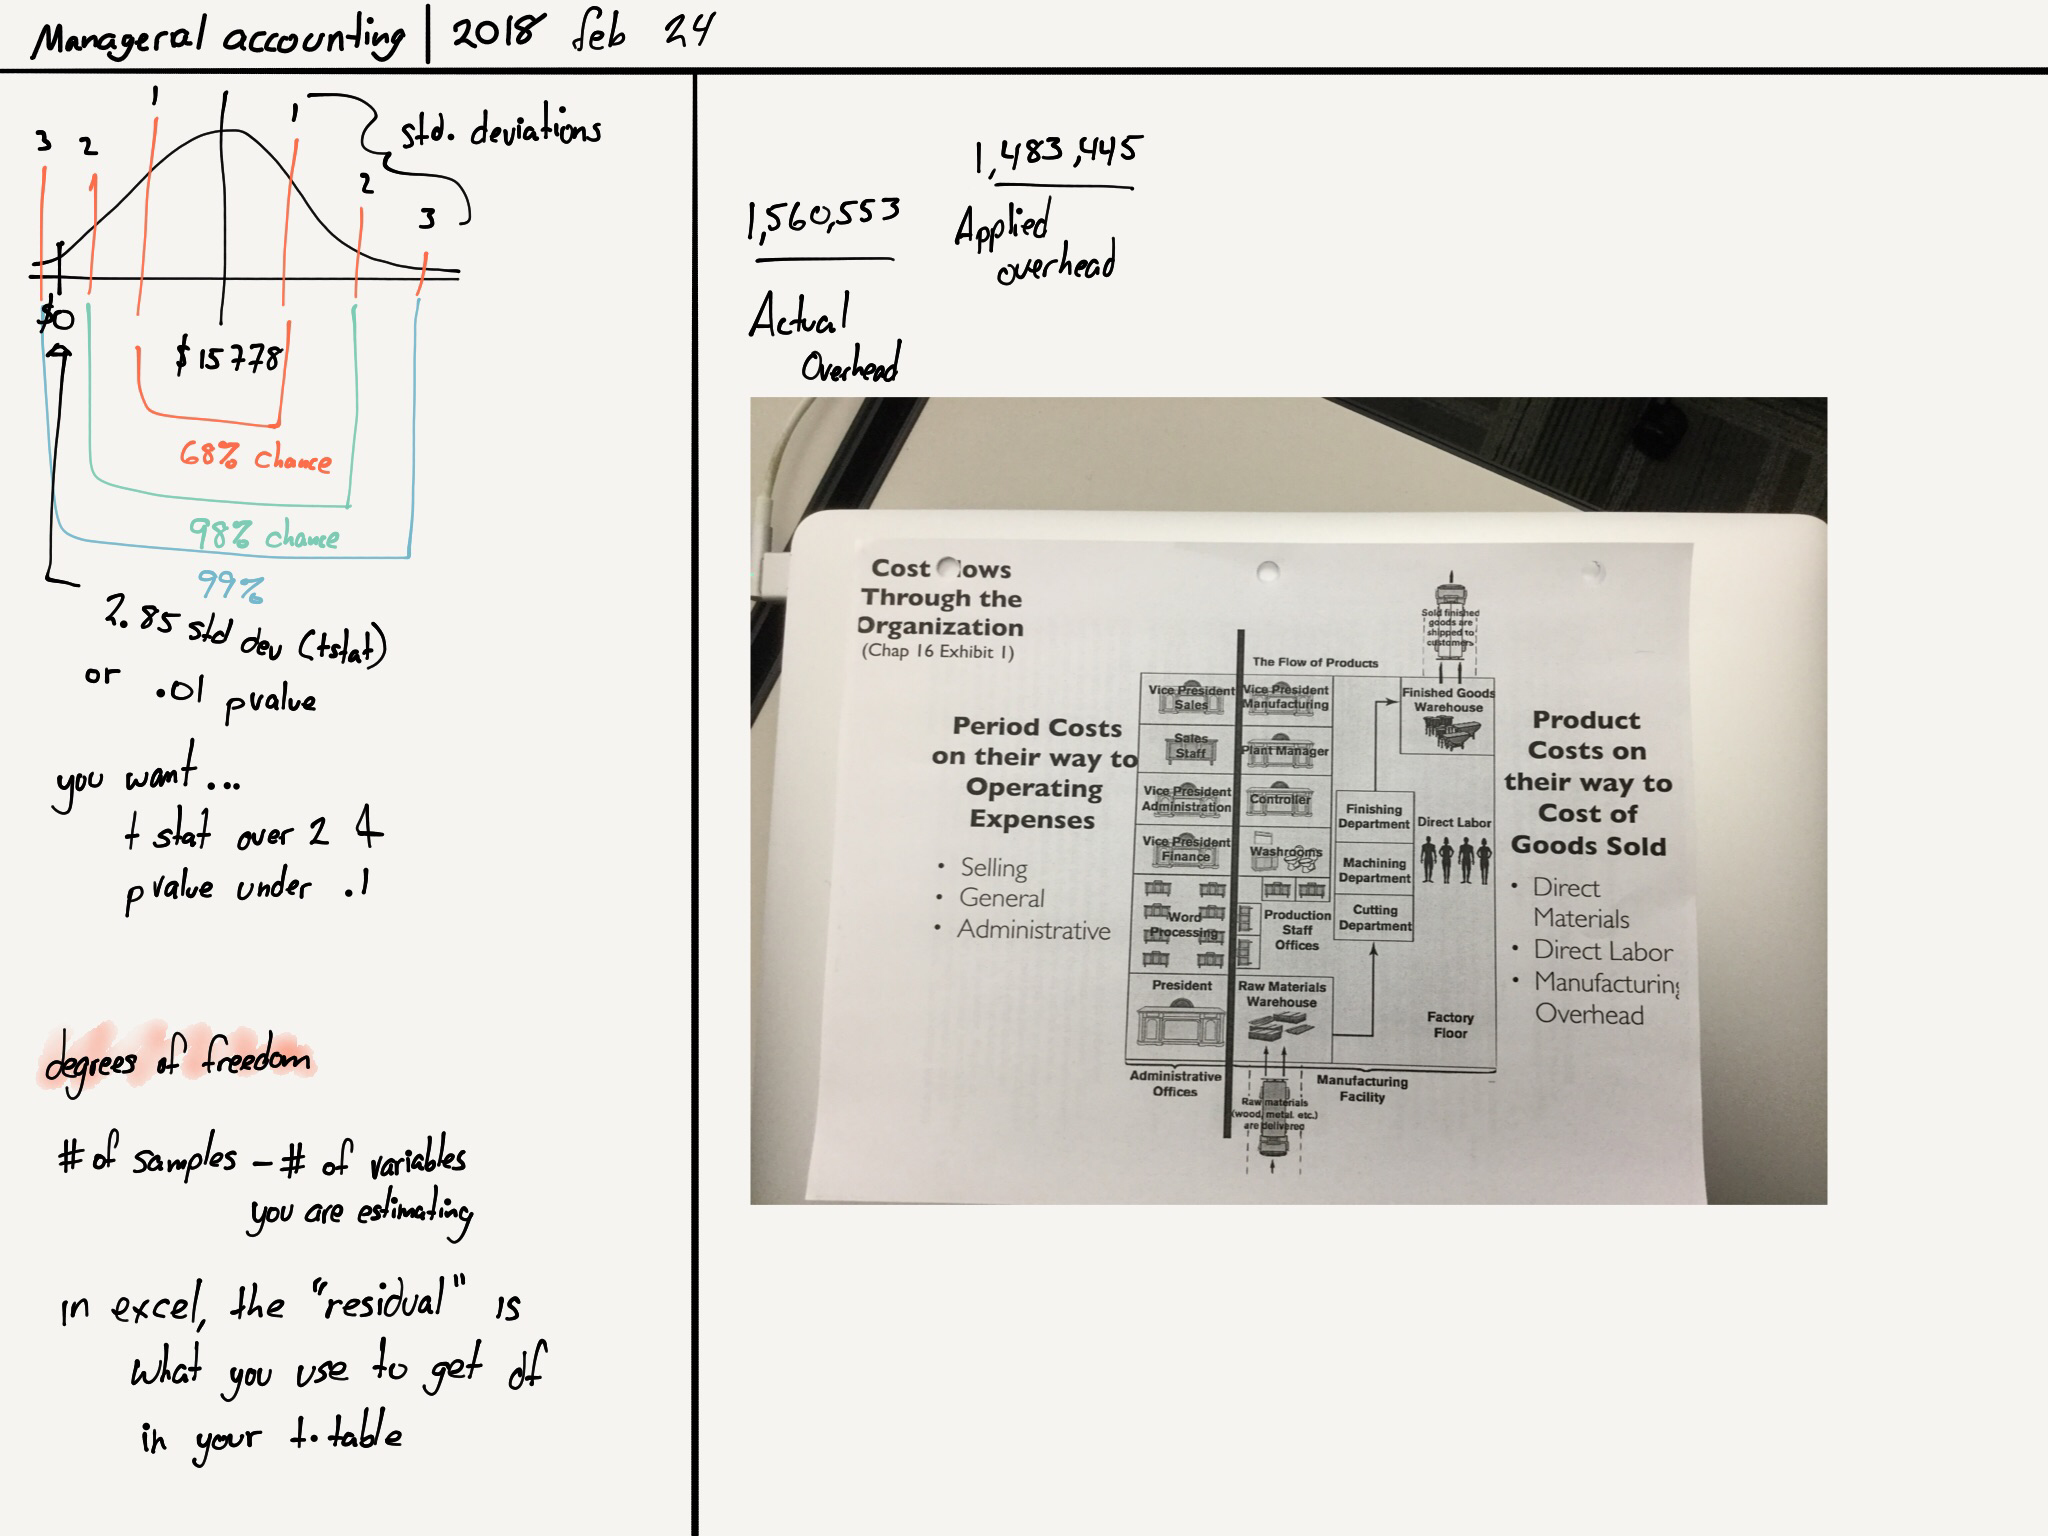 Manageral accounting | 2018 feb 24
3 2 1 1 2 3
std. deviations
$0
$15778
68% chance
98% chance
99%
2.85 std dev (tstat)
or .01 pvalue
you want...
t stat over 2 &
pvalue under .1
degrees of freedom
# of samples - # of variables
you are estimating
in excel, the "residual" is
what you use to get df
in your t-table
1,560,553
Actual
Overhead
1,483,445
Applied
overhead
Cost lows
Through the
Organization
(Chap 16 Exhibit 1)
Period Costs
on their way to
Operating
Expenses
• Selling
• General
• Administrative
The Flow of Products
Vice President
Sales
Sales
Staff
Vice President
Administration
Vice President
Finance
Word
Processing
President
Administrative
Offices
Vice President
Manufacturing
Plant Manager
Controller
Washrooms
Production
Staff
Offices
Raw Materials
Warehouse
Raw materials
(wood, metal, etc.)
are delivered
Manufacturing
Facility
Sold finished
goods are
shipped to
customers
Finished Goods
Warehouse
Finishing
Department
Machining
Department
Cutting
Department
Direct Labor
Factory
Floor
Product
Costs on
their way to
Cost of
Goods Sold
• Direct
Materials
• Direct Labor
• Manufacturing
Overhead